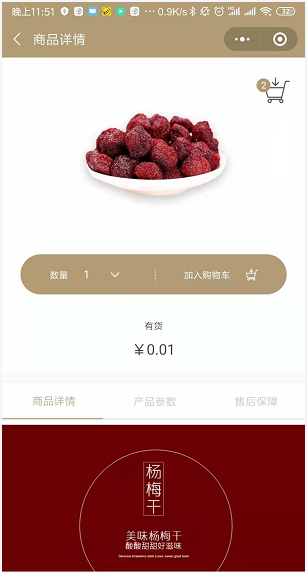 晚上11:51 ··· 0.9K/s 32
商品详情
2
数量 1 加入购物车
有货
￥0.01
商品详情 产品参数 售后保障
杨梅干
美味杨梅干
酸酸甜甜好滋味